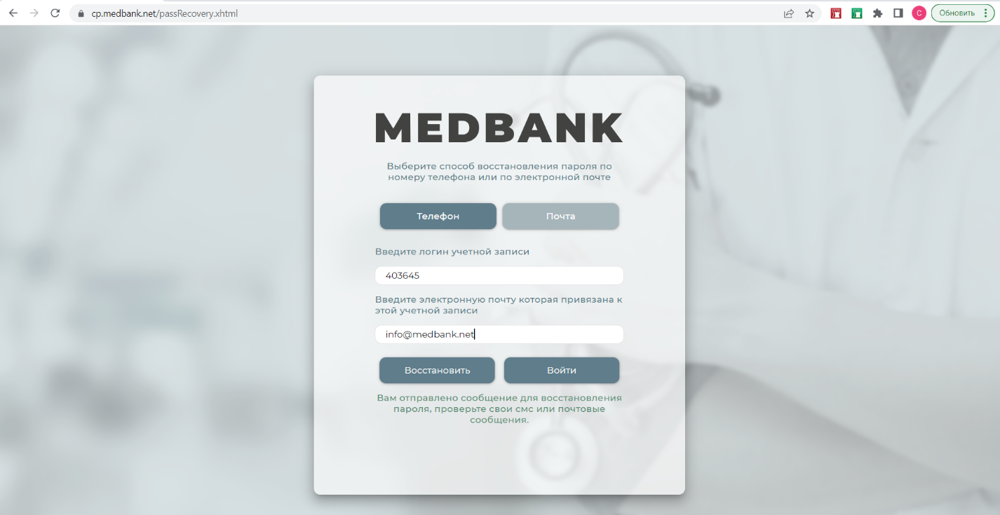 cp.medbank.net/passRecovery.xhtml
С
Обновить
MEDBANK
Выберите способ восстановления пароля по
номеру телефона или по электронной почте
Телефон
Почта
Введите логин учетной записи
403645
Введите электронную почту которая привязана к
этой учетной записи
info@medbank.net
Восстановить
Войти
Вам отправлено сообщение для восстановления
пароля, проверьте свои смс или почтовые
сообщения.